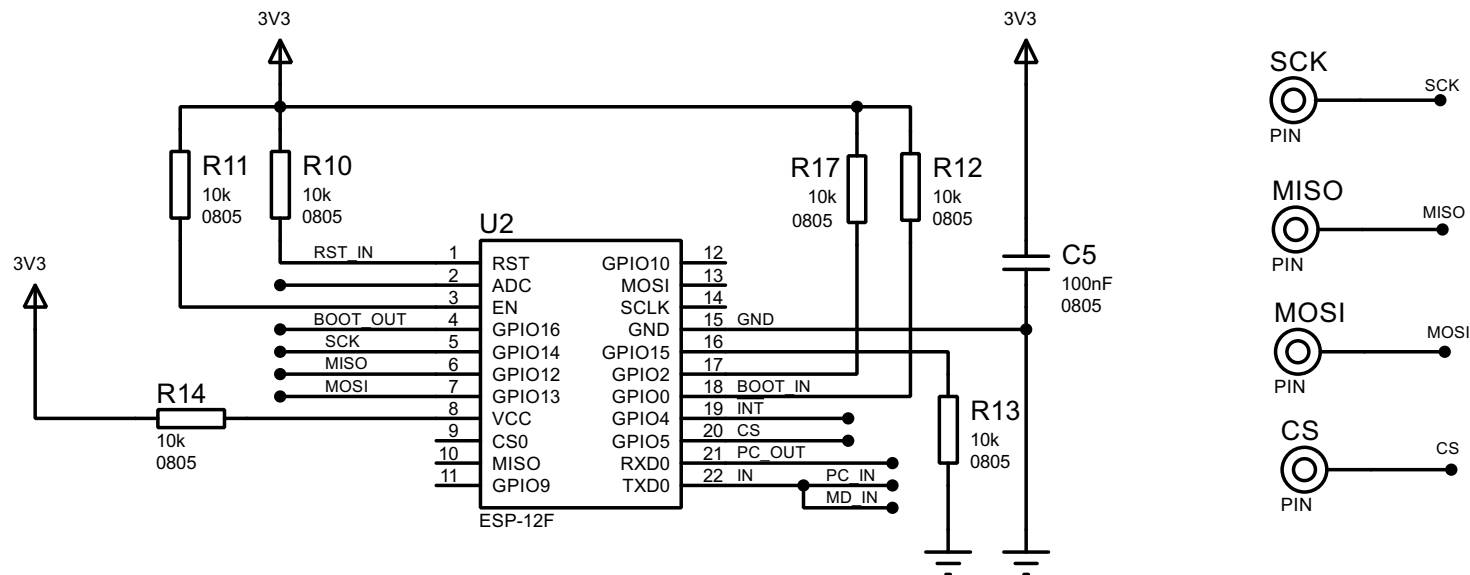 3V3
3V3
SCK
SCK
PIN
R11
10k
0805
R10
10k
0805
R17
10k
0805
R12
10k
0805
MISO
MISO
PIN
U2
3V3
RST_IN
1
RST
2
ADC
3
EN
BOOT_OUT
4
GPIO16
SCK
5
GPIO14
MISO
6
GPIO12
MOSI
7
GPIO13
8
VCC
9
CS0
10
MISO
11
GPIO9
GPIO10
12
MOSI
13
SCLK
14
GND
15
GND
GPIO15
16
GPIO2
17
GPIO0
18
BOOT_IN
GPIO4
19
INT
GPIO5
20
CS
RXD0
21
PC_OUT
TXD0
22
IN
PC_IN
MD_IN
ESP-12F
R14
10k
0805
C5
100nF
0805
R13
10k
0805
MOSI
MOSI
PIN
CS
CS
PIN